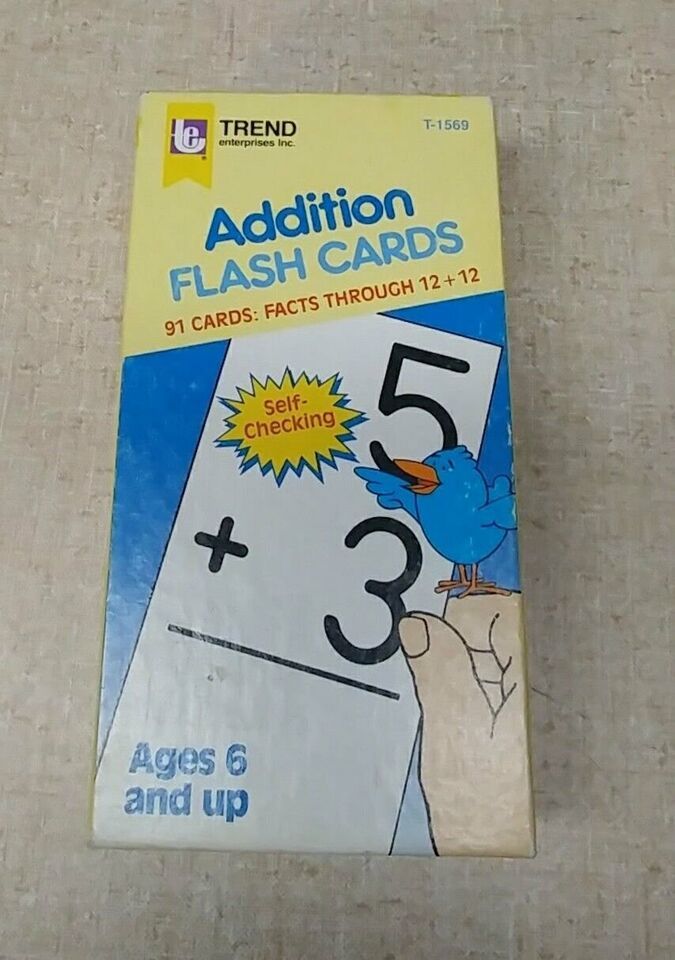 te TREND
enterprises Inc.
T-1569
Addition
FLASH CARDS
91 CARDS: FACTS THROUGH 12+12
Self-
Checking
5
+ 3
Ages 6
and up